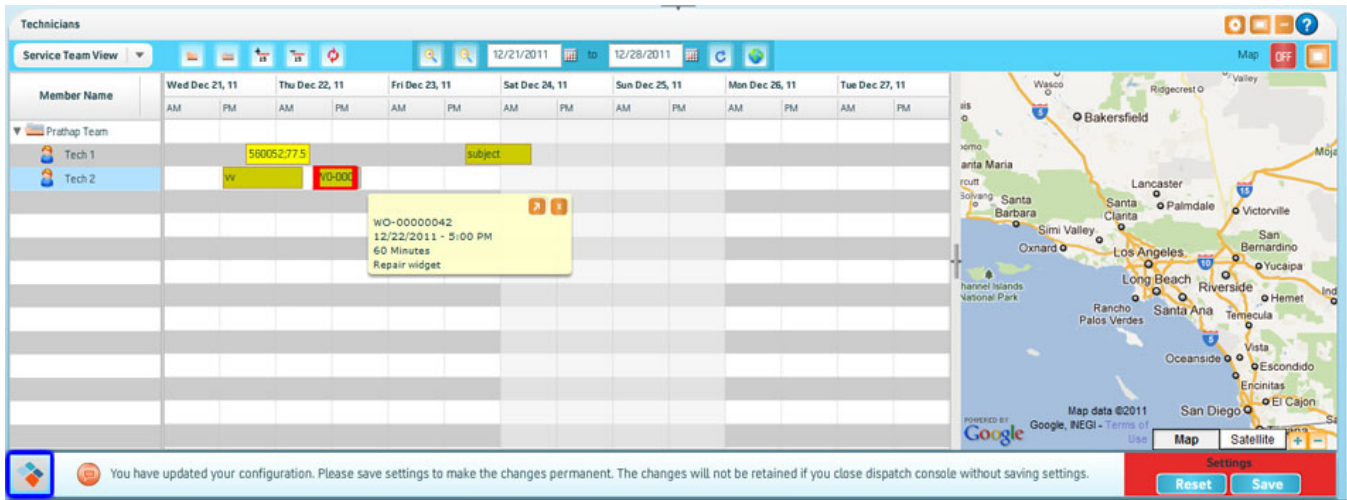 Technicians
Service Team View
12/21/2011 to 12/28/2011
Map OFF
Member Name
Wed Dec 21, 11 Thu Dec 22, 11 Fri Dec 23, 11 Sat Dec 24, 11 Sun Dec 25, 11 Mon Dec 26, 11 Tue Dec 27, 11
AM PM AM PM AM PM AM PM AM PM AM PM AM PM
Prathap Team
Tech 1 560052;77.5 subject
Tech 2 vv
WO-00000042
12/22/2011 - 5:00 PM
60 Minutes
Repair widget
Wasco
Ridgecrest
Valley
Bakersfield
anta Maria
Lancaster
15
Solvang
Santa Barbara
Santa Clarita
Palmdale
Victorville
Simi Valley
San Bernardino
Oxnard
Los Angeles
10
Yucaipa
Long Beach
Riverside
hannel Islands
National Park
Hemet
Rancho Palos Verdes
Santa Ana
Temecula
5
Vista
Oceanside
Escondido
Encinitas
El Cajon
San Diego
POWERED BY
Google
Map data ©2011
Google, INEGI - Terms of Use
Map Satellite + -
You have updated your configuration. Please save settings to make the changes permanent. The changes will not be retained if you close dispatch console without saving settings.
Settings
Reset Save